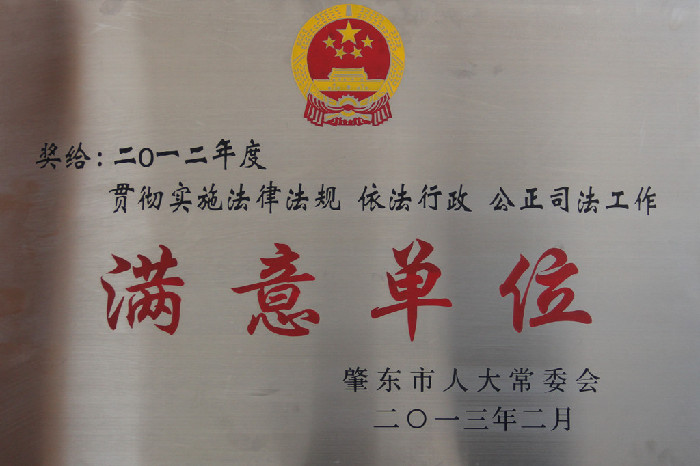 奖给：二〇一二年度
贯彻实施法律法规 依法行政 公正司法工作
满意单位
肇东市人大常委会
二〇一三年二月